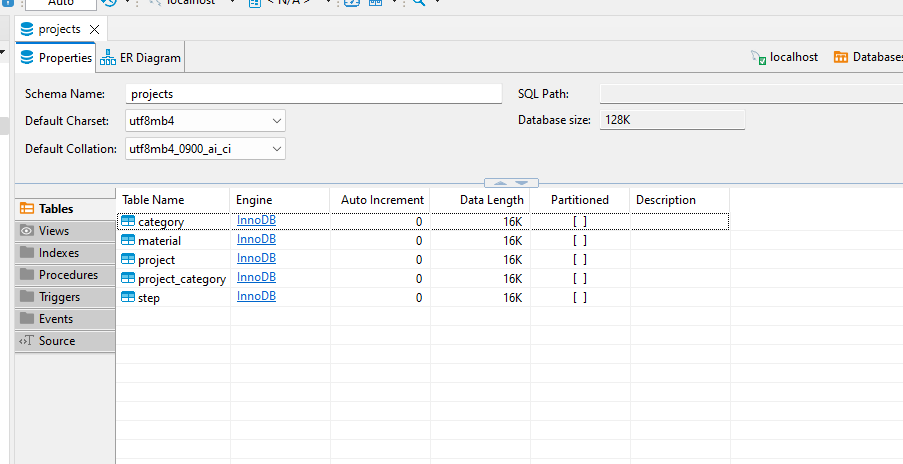 Auto localhost < N/A >
projects
Properties ER Diagram localhost Databases
Schema Name: projects SQL Path:
Default Charset: utf8mb4 Database size: 128K
Default Collation: utf8mb4_0900_ai_ci
Table Name Engine Auto Increment Data Length Partitioned Description
Tables
Views
Indexes
Procedures
Triggers
Events
Source
category InnoDB 0 16K [ ]
material InnoDB 0 16K [ ]
project InnoDB 0 16K [ ]
project_category InnoDB 0 16K [ ]
step InnoDB 0 16K [ ]